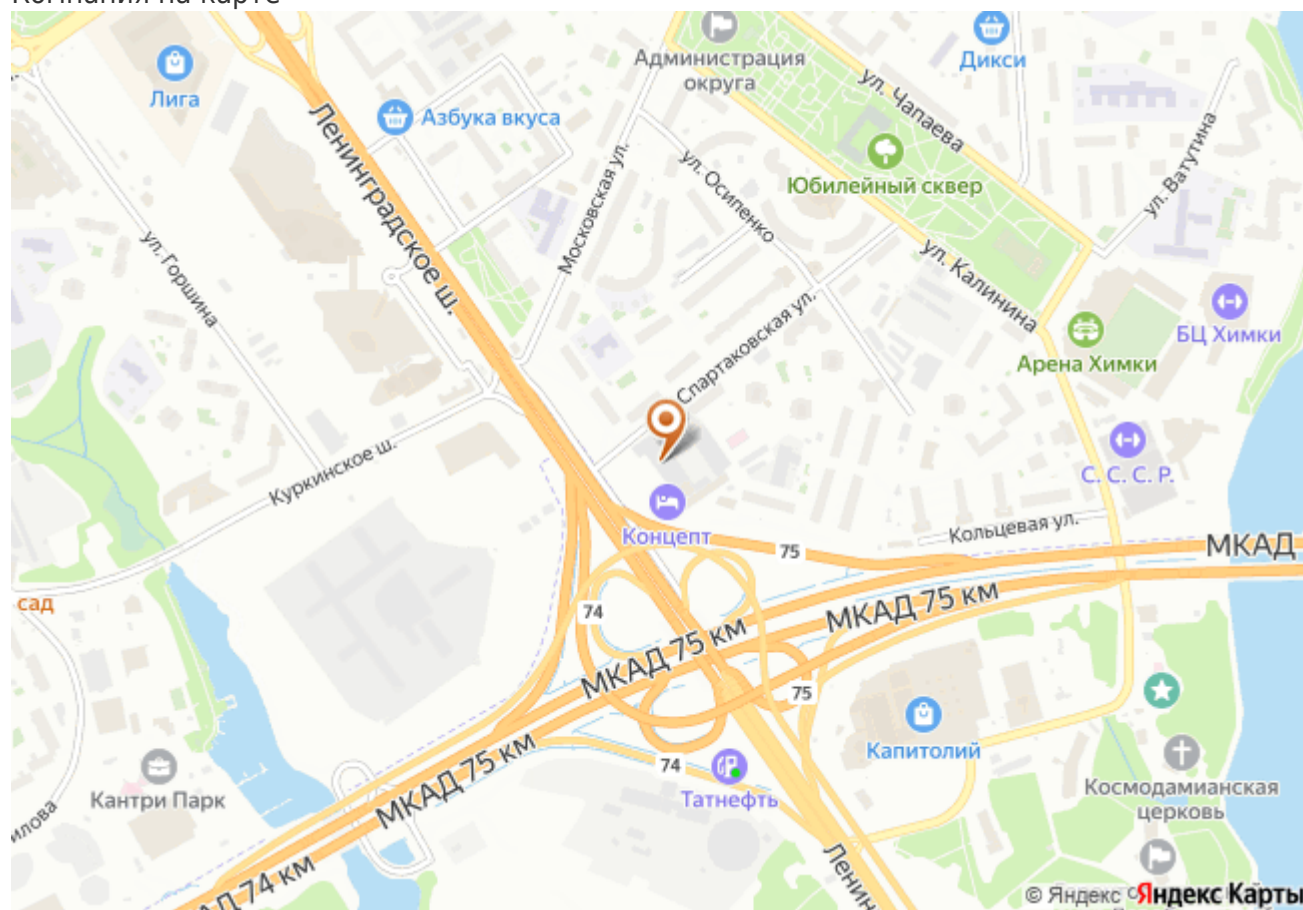 Компания на карте
Администрация
округа
Дикси
Лига
Азбука вкуса
ул. Чапаева
Ленинградское ш.
Московская ул.
ул. Осипенко
Юбилейный сквер
ул. Ватутина
ул. Горшина
ул. Калинина
Спартаковская ул.
БЦ Химки
Арена Химки
Куркинское ш.
С. С. С. Р.
Концепт
Кольцевая ул.
75
МКАД
сад
74
МКАД 75 км
МКАД 75 км
75
Капитолий
МКАД 75 км
74
Татнефть
Кантри Парк
Космодамианская
церковь
илова
Ленин
АД 74 км
© Яндекс
Яндекс Карты